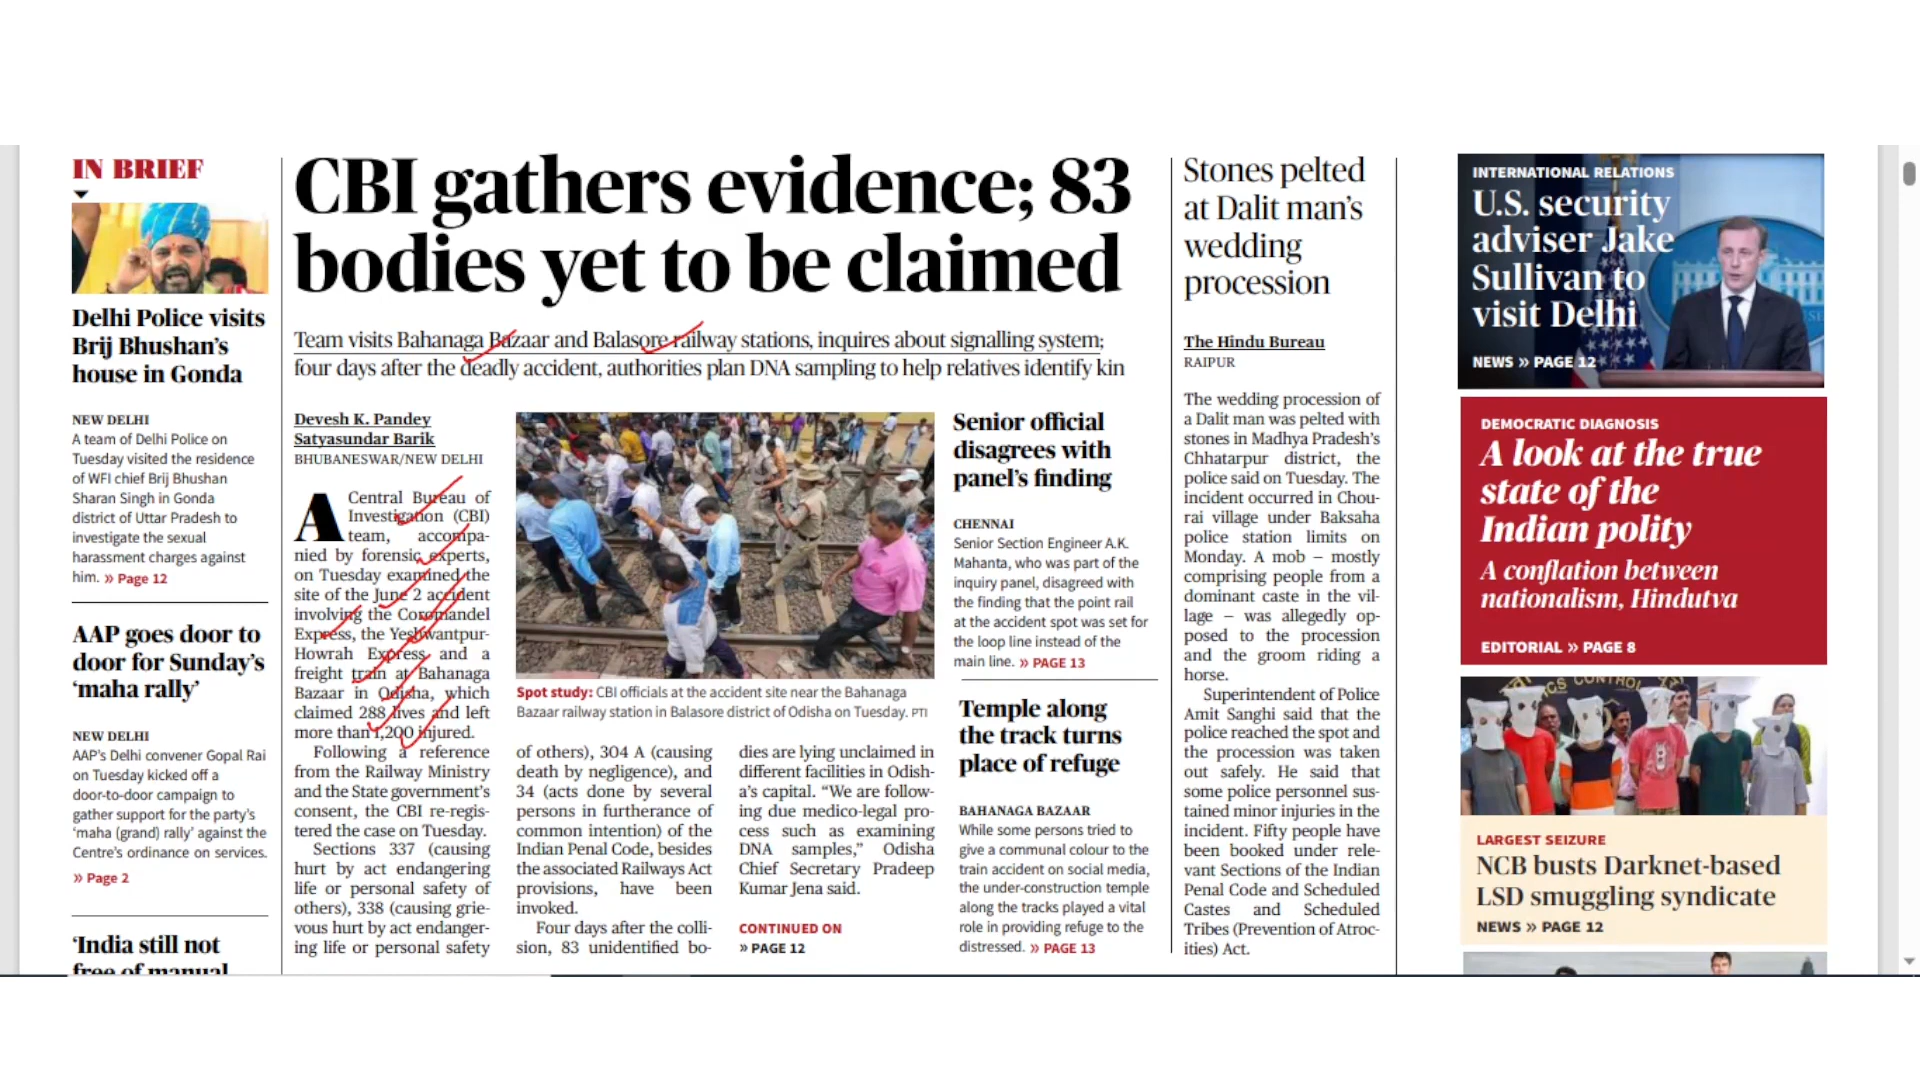 IN BRIEF
Delhi Police visits
Brij Bhushan's
house in Gonda
NEW DELHI
A team of Delhi Police on
Tuesday visited the residence
of WFI chief Brij Bhushan
Sharan Singh in Gonda
district of Uttar Pradesh to
investigate the sexual
harassment charges against
him. » Page 12
AAP goes door to
door for Sunday's
'maha rally'
NEW DELHI
AAP's Delhi convener Gopal Rai
on Tuesday kicked off a
door-to-door campaign to
gather support for the party's
'maha (grand) rally' against the
Centre's ordinance on services.
» Page 2
'India still not
free of manual
CBI gathers evidence; 83
bodies yet to be claimed
Team visits Bahanaga Bazaar and Balasore railway stations, inquires about signalling system;
four days after the deadly accident, authorities plan DNA sampling to help relatives identify kin
Devesh K. Pandey
Satyasundar Barik
BHUBANESWAR/NEW DELHI
A Central Bureau of
Investigation (CBI)
team, accompa-
nied by forensic experts,
on Tuesday examined the
site of the June 2 accident
involving the Coromandel
Express, the Yeshwantpur-
Howrah Express and a
freight train at Bahanaga
Bazaar in Odisha, which
claimed 288 lives and left
more than 1,200 injured.
Following a reference
from the Railway Ministry
and the State government's
consent, the CBI re-regis-
tered the case on Tuesday.
Sections 337 (causing
hurt by act endangering
life or personal safety of
others), 338 (causing grie-
vous hurt by act endanger-
ing life or personal safety
Spot study: CBI officials at the accident site near the Bahanaga
Bazaar railway station in Balasore district of Odisha on Tuesday. PTI
of others), 304 A (causing
death by negligence), and
34 (acts done by several
persons in furtherance of
common intention) of the
Indian Penal Code, besides
the associated Railways Act
provisions, have been
invoked.
Four days after the colli-
sion, 83 unidentified bo-
dies are lying unclaimed in
different facilities in Odish-
a's capital. “We are follow-
ing due medico-legal pro-
cess such as examining
DNA samples,” Odisha
Chief Secretary Pradeep
Kumar Jena said.
CONTINUED ON
» PAGE 12
Senior official
disagrees with
panel's finding
CHENNAI
Senior Section Engineer A.K.
Mahanta, who was part of the
inquiry panel, disagreed with
the finding that the point rail
at the accident spot was set for
the loop line instead of the
main line. » PAGE 13
Temple along
the track turns
place of refuge
BAHANAGA BAZAAR
While some persons tried to
give a communal colour to the
train accident on social media,
the under-construction temple
along the tracks played a vital
role in providing refuge to the
distressed. » PAGE 13
Stones pelted
at Dalit man's
wedding
procession
The Hindu Bureau
RAIPUR
The wedding procession of
a Dalit man was pelted with
stones in Madhya Pradesh's
Chhatarpur district, the
police said on Tuesday. The
incident occurred in Chou-
rai village under Baksaha
police station limits on
Monday. A mob – mostly
comprising people from a
dominant caste in the vil-
lage – was allegedly op-
posed to the procession
and the groom riding a
horse.
Superintendent of Police
Amit Sanghi said that the
police reached the spot and
the procession was taken
out safely. He said that
some police personnel sus-
tained minor injuries in the
incident. Fifty people have
been booked under rele-
vant Sections of the Indian
Penal Code and Scheduled
Castes and Scheduled
Tribes (Prevention of Atroc-
ities) Act.
INTERNATIONAL RELATIONS
U.S. security
adviser Jake
Sullivan to
visit Delhi
NEWS » PAGE 12
DEMOCRATIC DIAGNOSIS
A look at the true
state of the
Indian polity
A conflation between
nationalism, Hindutva
EDITORIAL » PAGE 8
LARGEST SEIZURE
NCB busts Darknet-based
LSD smuggling syndicate
NEWS » PAGE 12